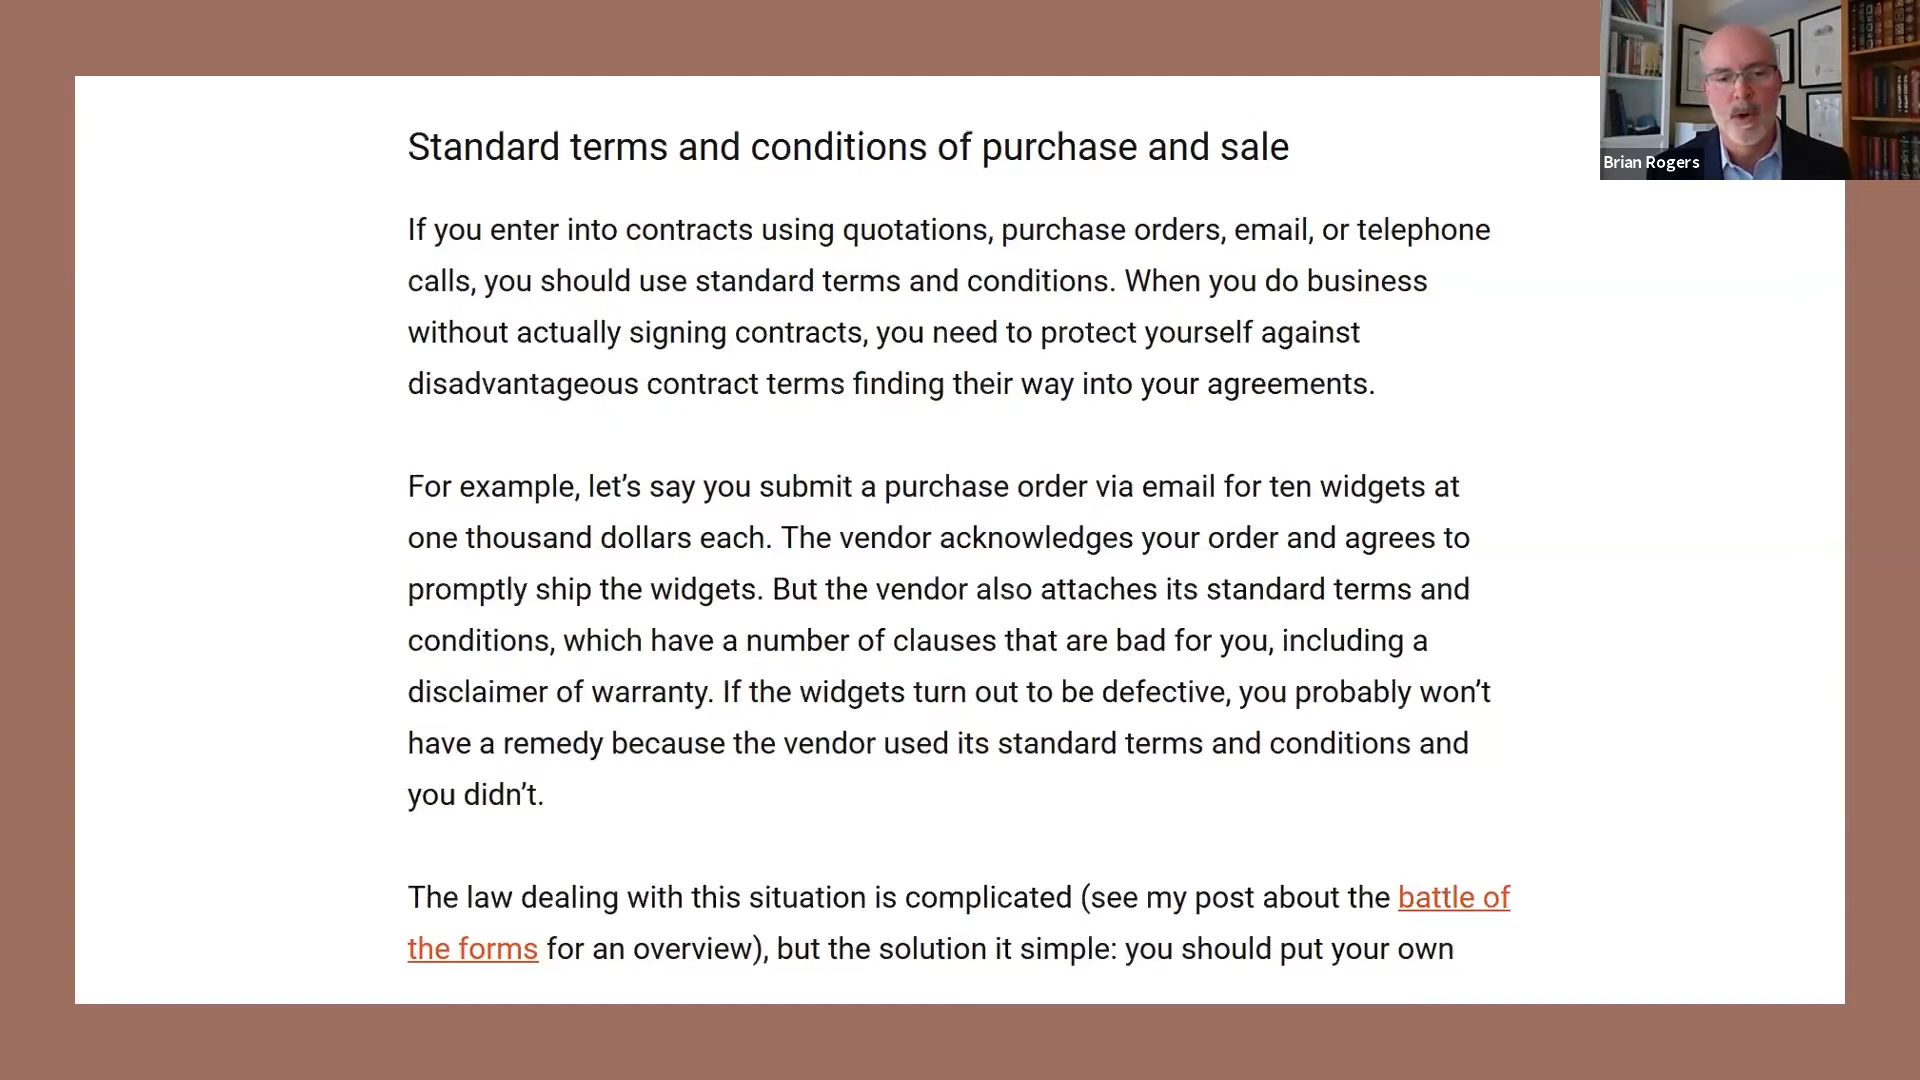 Standard terms and conditions of purchase and sale
Brian Rogers
If you enter into contracts using quotations, purchase orders, email, or telephone
calls, you should use standard terms and conditions. When you do business
without actually signing contracts, you need to protect yourself against
disadvantageous contract terms finding their way into your agreements.
For example, let’s say you submit a purchase order via email for ten widgets at
one thousand dollars each. The vendor acknowledges your order and agrees to
promptly ship the widgets. But the vendor also attaches its standard terms and
conditions, which have a number of clauses that are bad for you, including a
disclaimer of warranty. If the widgets turn out to be defective, you probably won’t
have a remedy because the vendor used its standard terms and conditions and
you didn’t.
The law dealing with this situation is complicated (see my post about the battle of
the forms for an overview), but the solution it simple: you should put your own